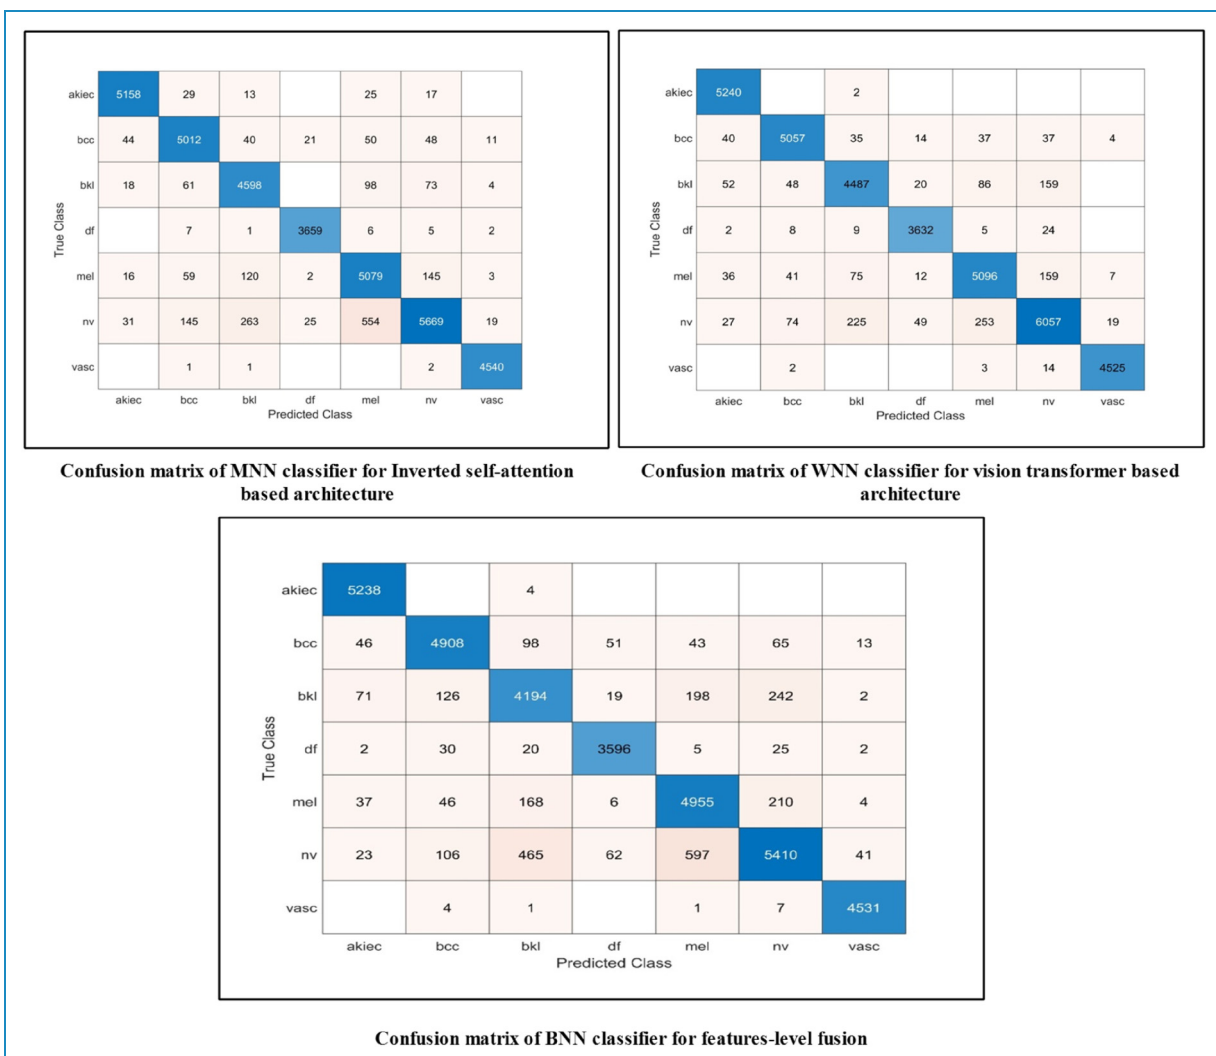 akiec 5158 29 13 25 17
bcc 44 5012 40 21 50 48 11
bkl 18 61 4598 98 73 4
df 7 1 3659 6 5 2
mel 16 59 120 2 5079 145 3
nv 31 145 263 25 554 5669 19
vasc 1 1 2 4540
akiec bcc bkl df mel nv vasc
Predicted Class
True Class
Confusion matrix of MNN classifier for Inverted self-attention
based architecture
akiec 5240 2
bcc 40 5057 35 14 37 37 4
bkl 52 48 4487 20 86 159
df 2 8 9 3632 5 24
mel 36 41 75 12 5096 159 7
nv 27 74 225 49 253 6057 19
vasc 2 3 14 4525
akiec bcc bkl df mel nv vasc
Predicted Class
True Class
Confusion matrix of WNN classifier for vision transformer based
architecture
akiec 5238 4
bcc 46 4908 98 51 43 65 13
bkl 71 126 4194 19 198 242 2
df 2 30 20 3596 5 25 2
mel 37 46 168 6 4955 210 4
nv 23 106 465 62 597 5410 41
vasc 4 1 1 7 4531
akiec bcc bkl df mel nv vasc
Predicted Class
True Class
Confusion matrix of BNN classifier for features-level fusion